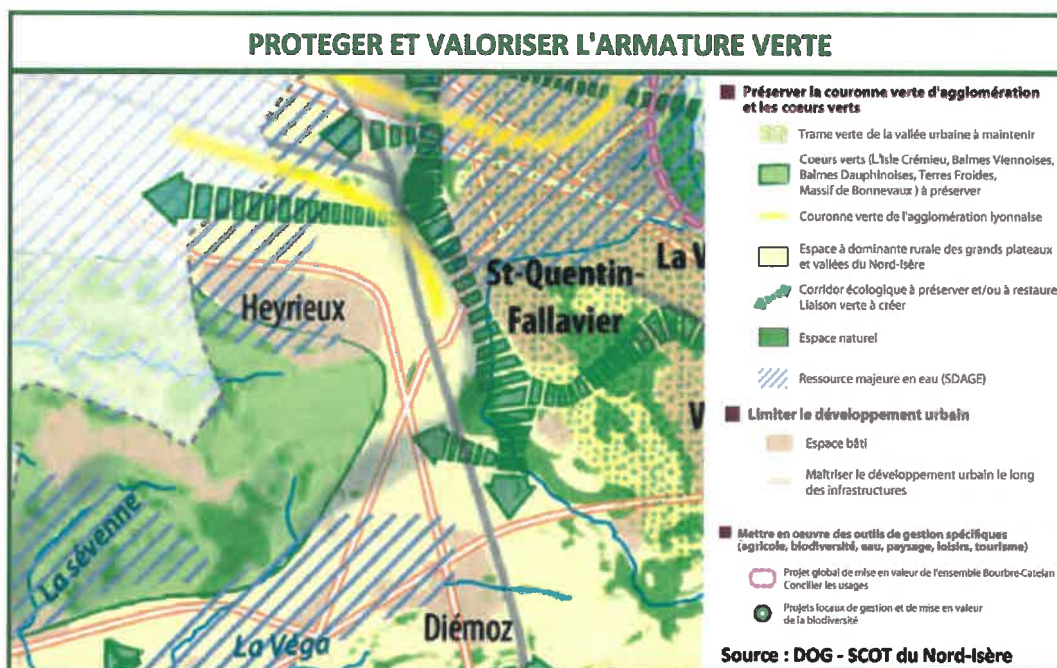 PROTEGER ET VALORISER L'ARMATURE VERTE
Préserver la couronne verte d'agglomération
et les coeurs verts
Trame verte de la vallée urbaine à maintenir
Coeurs verts (L'Isle Crémieu, Balmes Viennoises,
Balmes Dauphinoises, Terres Froides,
Massif de Bonnevaux ) à préserver
Couronne verte de l'agglomération lyonnaise
Espace à dominante rurale des grands plateaux
et vallées du Nord-Isère
Corridor écologique à préserver et/ou à restaure
Liaison verte à créer
Espace naturel
Ressource majeure en eau (SDAGE)
Limiter le développement urbain
Espace bâti
Maîtriser le développement urbain le long
des infrastructures
Mettre en oeuvre des outils de gestion spécifiques
(agricole, biodiversité, eau, paysage, loisirs, tourisme)
Projet global de mise en valeur de l'ensemble Bourbre-Catelan
Concilier les usages
Projets locaux de gestion et de mise en valeur
de la biodiversité
Source : DOG - SCOT du Nord-Isère
St-Quentin-
Fallavier
La V
Heyrieux
V
La Sévenne
La Véga
Diémoz